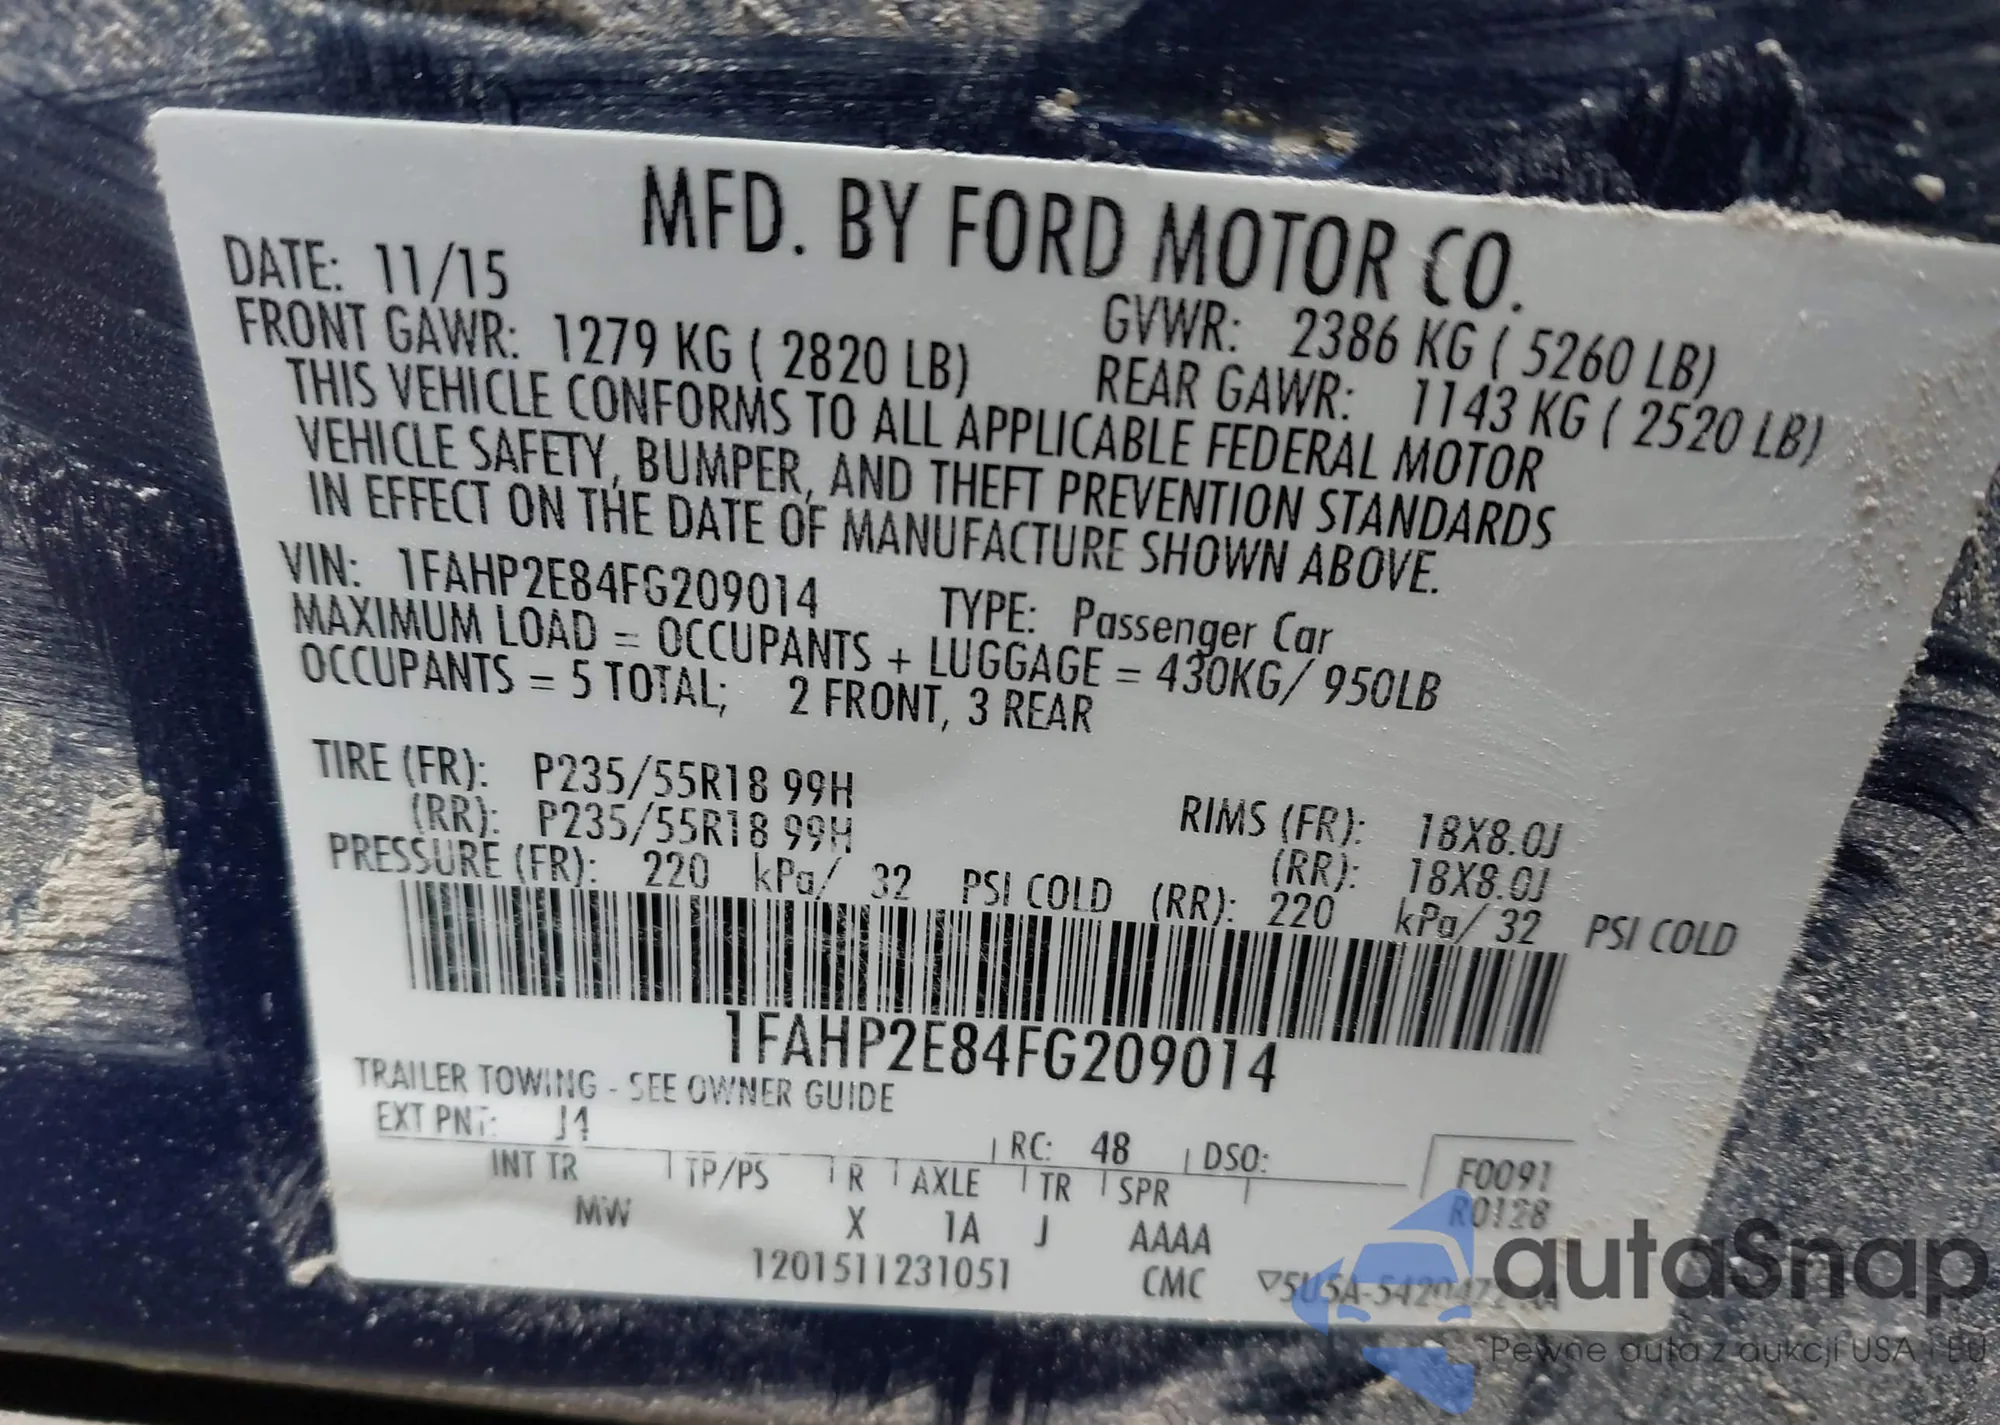 MFD. BY FORD MOTOR CO.
DATE: 11/15 GVWR: 2386 KG ( 5260 LB)
FRONT GAWR: 1279 KG ( 2820 LB) REAR GAWR: 1143 KG ( 2520 LB)
THIS VEHICLE CONFORMS TO ALL APPLICABLE FEDERAL MOTOR
VEHICLE SAFETY, BUMPER, AND THEFT PREVENTION STANDARDS
IN EFFECT ON THE DATE OF MANUFACTURE SHOWN ABOVE.
VIN: 1FAHP2E84FG209014 TYPE: Passenger Car
MAXIMUM LOAD = OCCUPANTS + LUGGAGE = 430KG/ 950LB
OCCUPANTS = 5 TOTAL; 2 FRONT, 3 REAR
TIRE (FR): P235/55R18 99H RIMS (FR): 18X8.0J
(RR): P235/55R18 99H (RR): 18X8.0J
PRESSURE (FR): 220 kPa/ 32 PSI COLD (RR): 220 kPa/ 32 PSI COLD
1FAHP2E84FG209014
TRAILER TOWING - SEE OWNER GUIDE
EXT PNT: J4 RC: 48 DSO: F0091
INT TR TP/PS R AXLE TR SPR R0128
MW X 1A J AAAA
1201511231051 CMC
autaSnap
Pewne auta z aukcji USA i EU